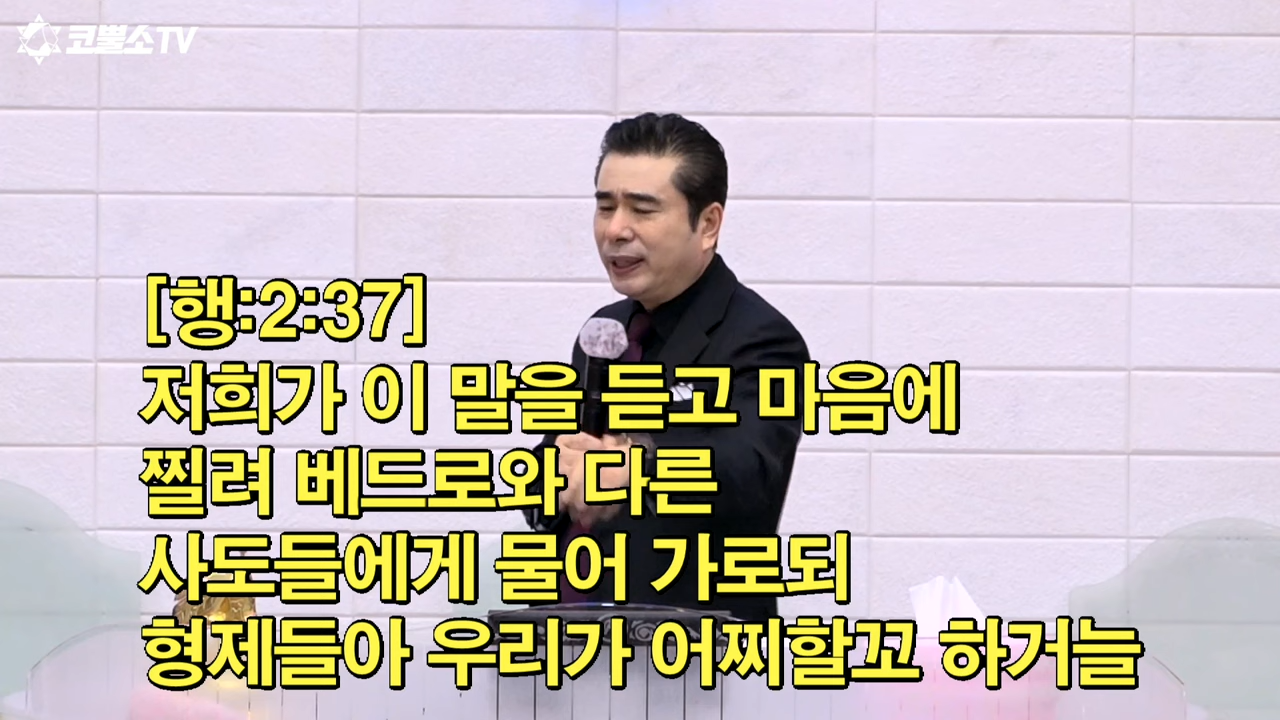 코뿔소TV
[행:2:37]
저희가 이 말을 듣고 마음에
찔려 베드로와 다른
사도들에게 물어 가로되
형제들아 우리가 어찌할꼬 하거늘